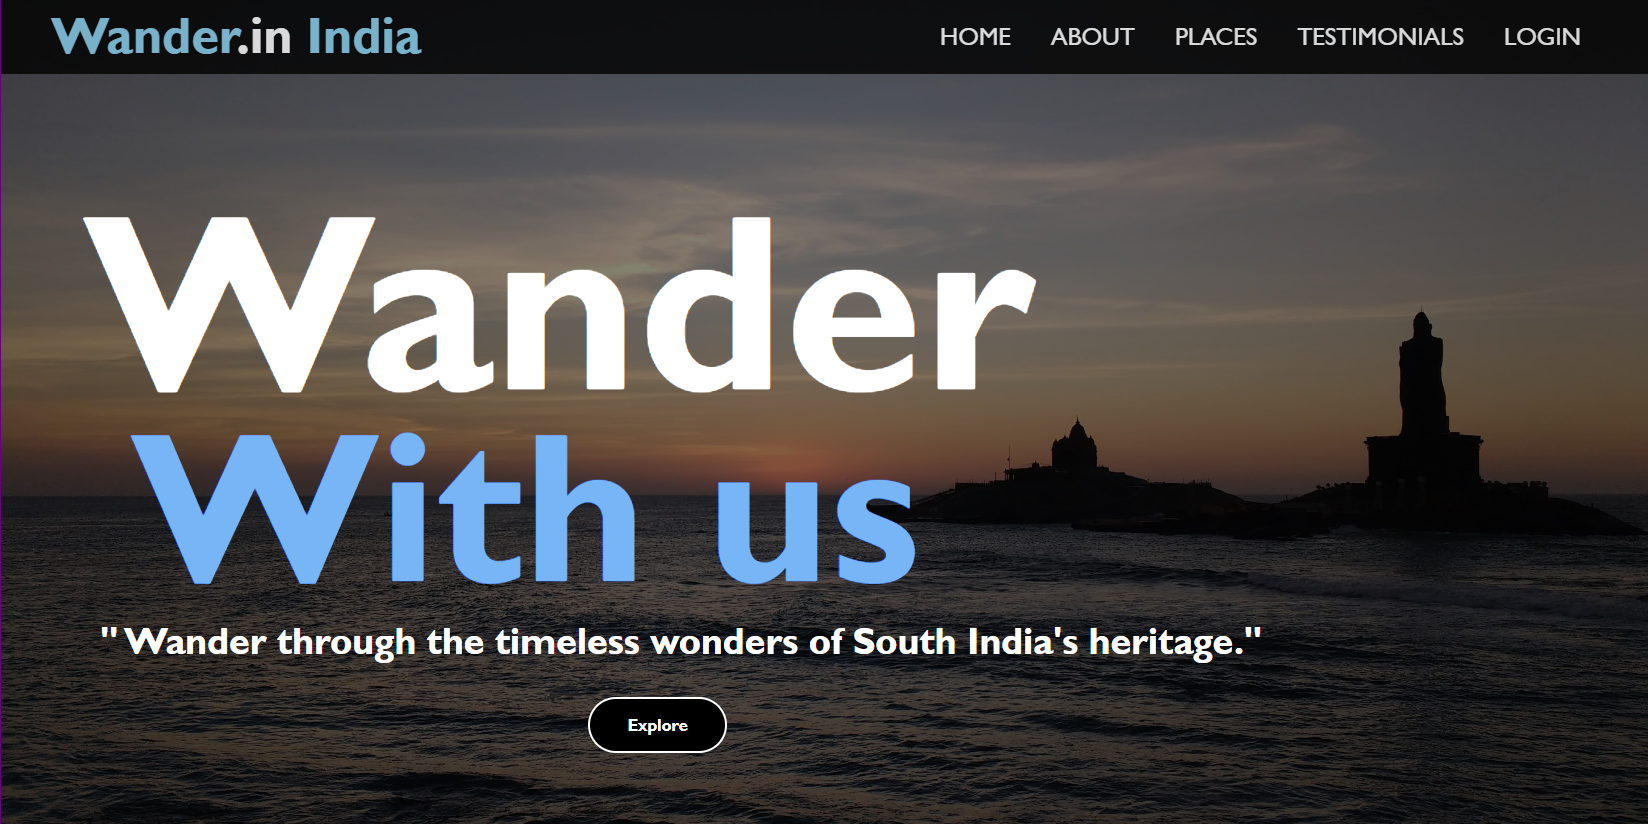 Wander.in India
HOME ABOUT PLACES TESTIMONIALS LOGIN
Wander
With us
" Wander through the timeless wonders of South India's heritage."
Explore